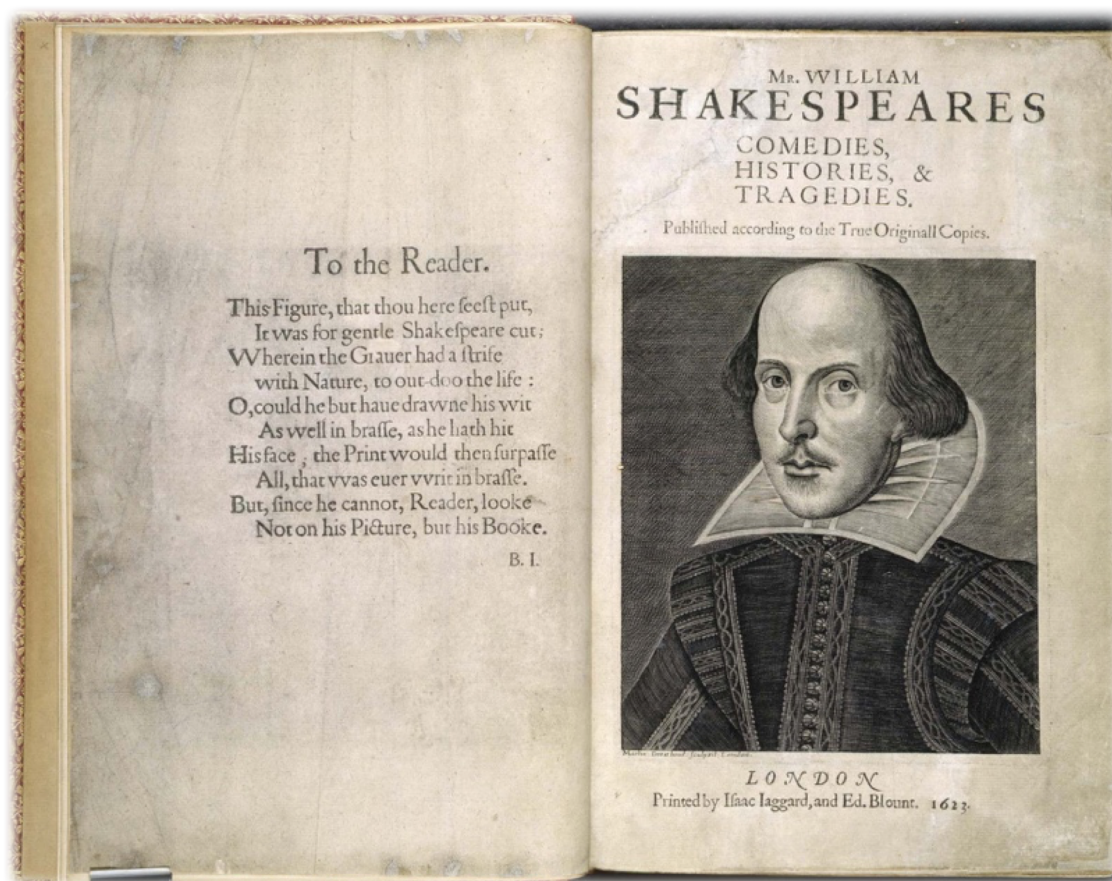 To the Reader.
This Figure, that thou here ſeeſt put,
It was for gentle Shakeſpeare cut;
Wherein the Grauer had a ſtrife
with Nature, to out-doo the life :
O, could he but haue drawne his wit
As well in braſſe, as he hath hit
His face ; the Print would then ſurpaſſe
All, that vvas euer vvrit in braſſe.
But, ſince he cannot, Reader, looke
Not on his Picture, but his Booke.
B. I.
Mr. WILLIAM
SHAKESPEARES
COMEDIES,
HISTORIES, &
TRAGEDIES.
Publiſhed according to the True Originall Copies.
Martin Droeshout ſculpſit London.
LONDON
Printed by Iſaac Iaggard, and Ed. Blount. 1623.